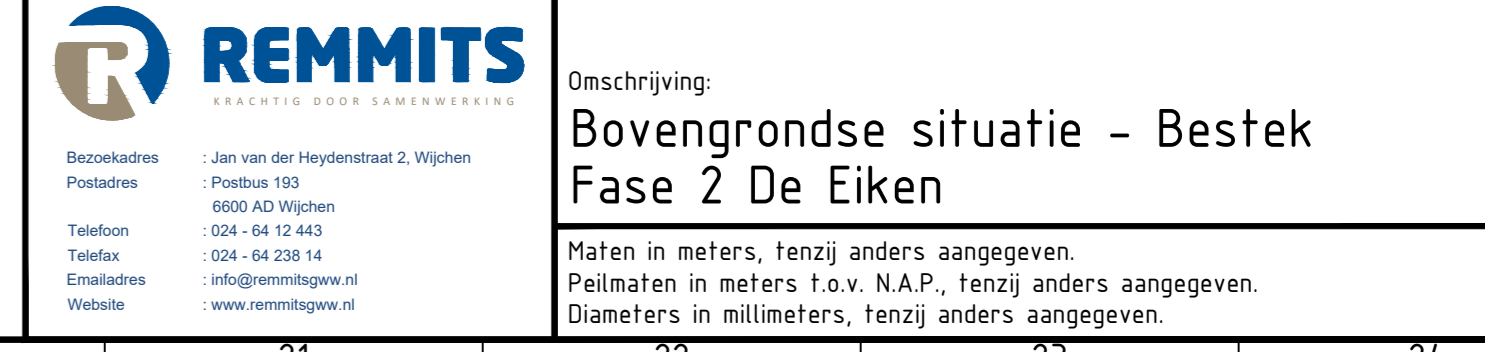 REMMITS
KRACHTIG DOOR SAMENWERKING
Bezoekadres : Jan van der Heydenstraat 2, Wijchen
Postadres : Postbus 193
6600 AD Wijchen
Telefoon : 024 - 64 12 443
Telefax : 024 - 64 238 14
Emailadres : info@remmitsgww.nl
Website : www.remmitsgww.nl
Omschrijving:
Bovengrondse situatie - Bestek
Fase 2 De Eiken
Maten in meters, tenzij anders aangegeven.
Peilmaten in meters t.o.v. N.A.P., tenzij anders aangegeven.
Diameters in millimeters, tenzij anders aangegeven.